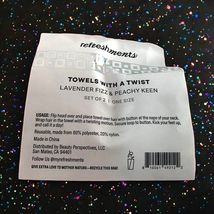 refreshments
TOWELS WITH A TWIST
LAVENDER FIZZ & PEACHY KEEN
SET OF 2 | ONE SIZE
USAGE: Flip head over and place towel over hair with button at the nape of your neck.
Wrap hair in the towel with a twisting motion. Secure loop to button. Kick your feet up,
and call it a day!
Reusable, made from 80% polyester, 20% nylon.
Made in China
Distributed by Beauty Perspectives, LLC
San Mateo, CA 94401
Follow Us @myrefreshments
GIVE EXTRA LOVE TO MOTHER NATURE – RECYCLE THIS BAG!